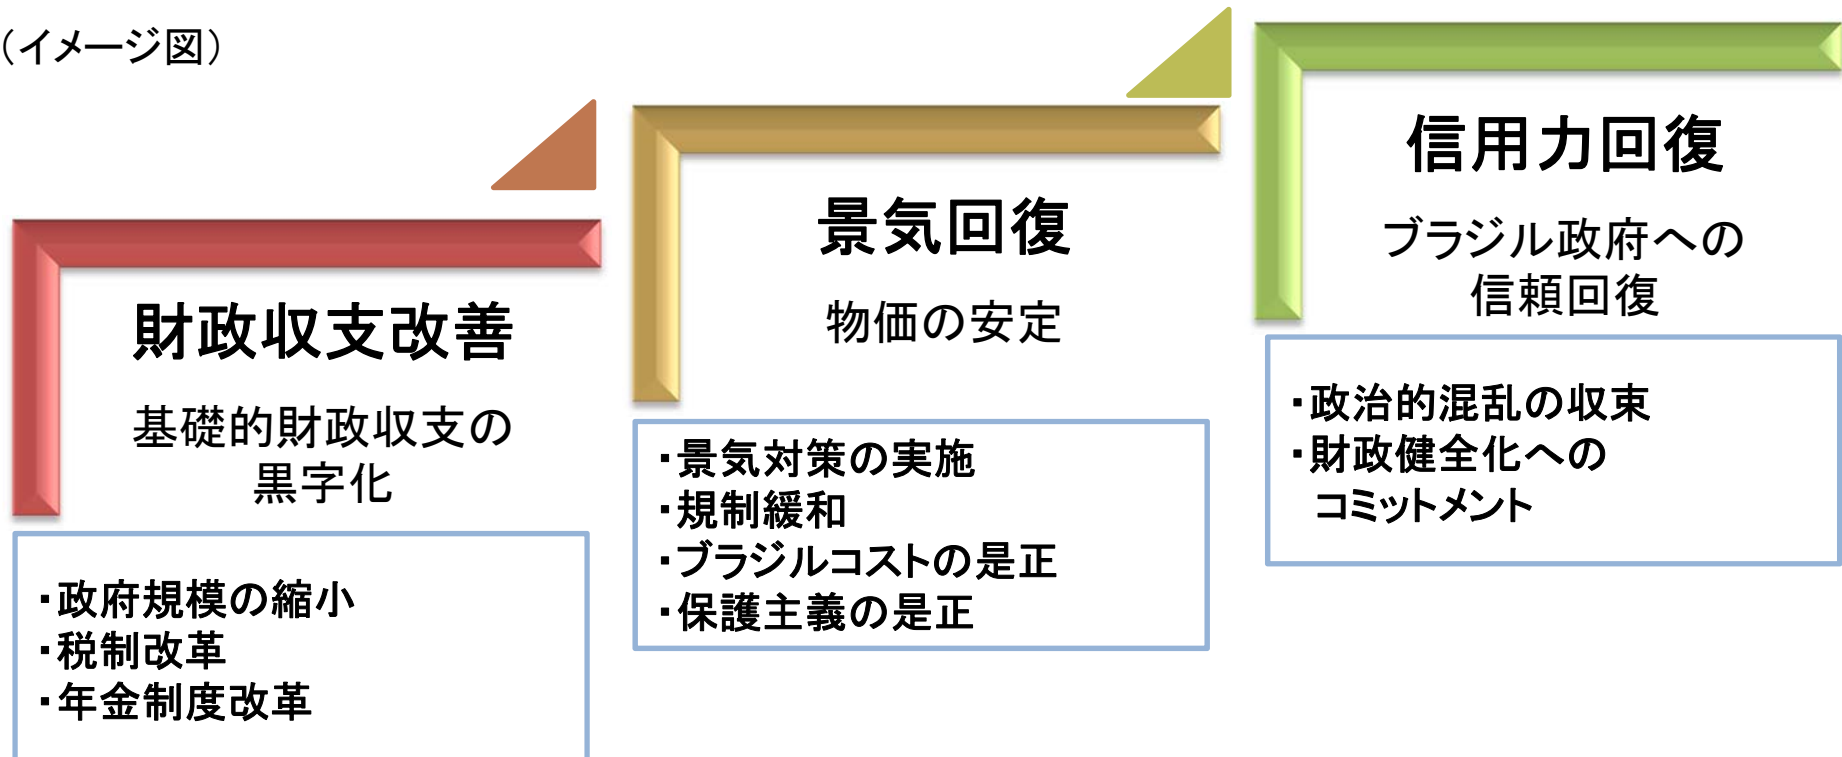 （イメージ図）
財政収支改善
基礎的財政収支の
黒字化
・政府規模の縮小
・税制改革
・年金制度改革
景気回復
物価の安定
・景気対策の実施
・規制緩和
・ブラジルコストの是正
・保護主義の是正
信用力回復
ブラジル政府への
信頼回復
・政治的混乱の収束
・財政健全化への
コミットメント